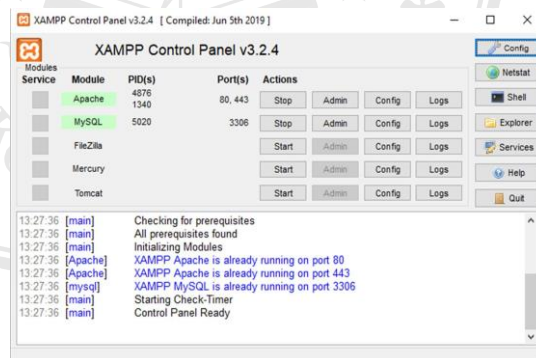 XAMPP Control Panel v3.2.4 [ Compiled: Jun 5th 2019 ]
XAMPP Control Panel v3.2.4
Config
Modules
Service Module PID(s) Port(s) Actions
Netstat
Apache 4876 1340 80, 443 Stop Admin Config Logs
Shell
MySQL 5020 3306 Stop Admin Config Logs
Explorer
FileZilla Start Admin Config Logs
Services
Mercury Start Admin Config Logs
Help
Tomcat Start Admin Config Logs
Quit
13:27:36 [main] Checking for prerequisites
13:27:36 [main] All prerequisites found
13:27:36 [main] Initializing Modules
13:27:36 [Apache] XAMPP Apache is already running on port 80
13:27:36 [Apache] XAMPP Apache is already running on port 443
13:27:36 [mysql] XAMPP MySQL is already running on port 3306
13:27:36 [main] Starting Check-Timer
13:27:36 [main] Control Panel Ready